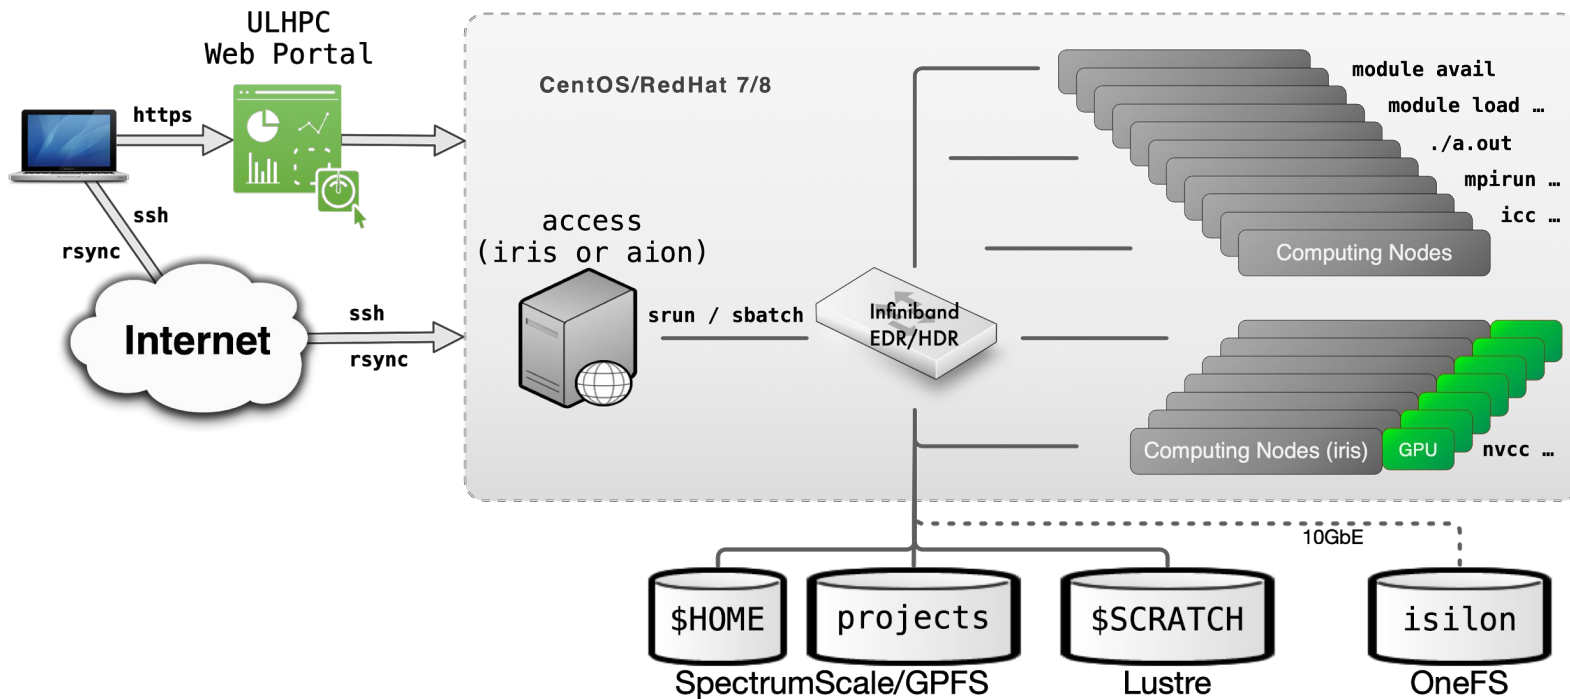 ULHPC
Web Portal
https
CentOS/RedHat 7/8
module avail
module load …
./a.out
mpirun …
icc …
Computing Nodes
ssh
rsync
access
(iris or aion)
Internet
ssh
rsync
srun / sbatch
Infiniband
EDR/HDR
Computing Nodes (iris)
GPU
nvcc …
10GbE
$HOME
projects
$SCRATCH
isilon
SpectrumScale/GPFS
Lustre
OneFS